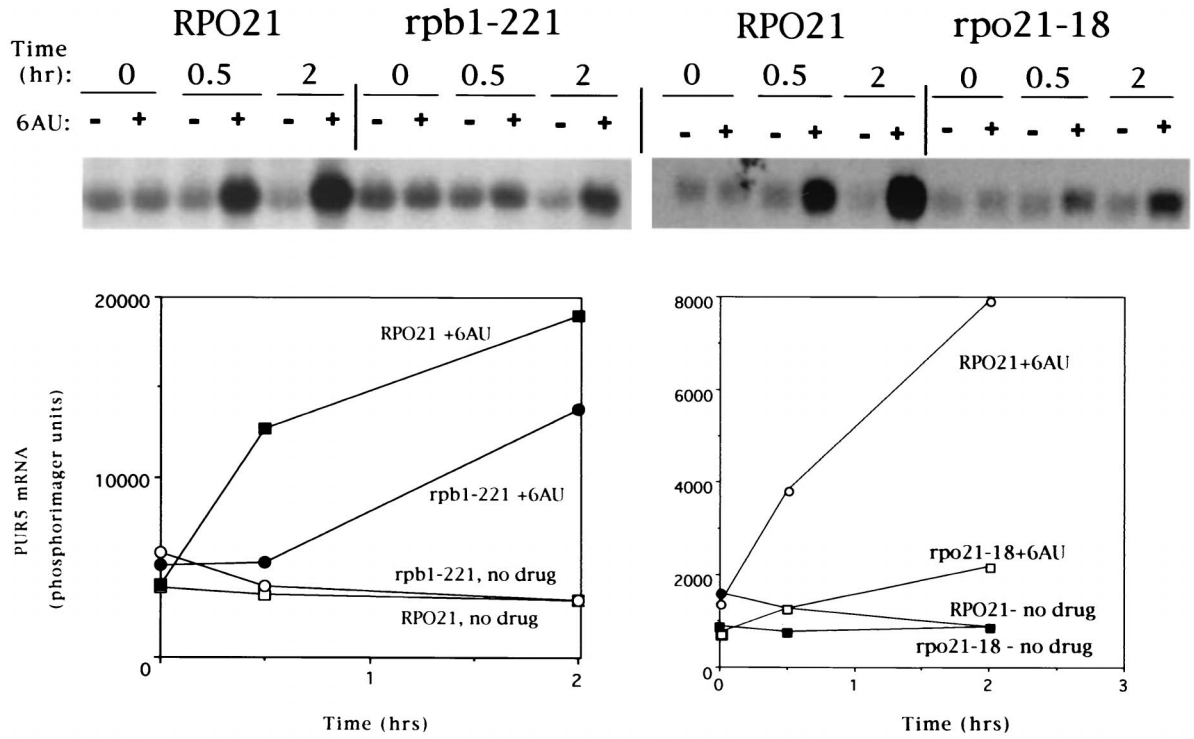 RPO21 rpb1-221 RPO21 rpo21-18
Time
(hr): 0 0.5 2 0 0.5 2 0 0.5 2 0 0.5 2
6AU: - + - + - + - + - + - + - + - + - + - + - + - +
20000
10000
0
1
2
PUR5 mRNA
(phosphorimager units)
RPO21 +6AU
rpb1-221 +6AU
rpb1-221, no drug
RPO21, no drug
Time (hrs)
8000
6000
4000
2000
0
0
1
2
3
RPO21+6AU
rpo21-18+6AU
RPO21- no drug
rpo21-18 - no drug
Time (hrs)